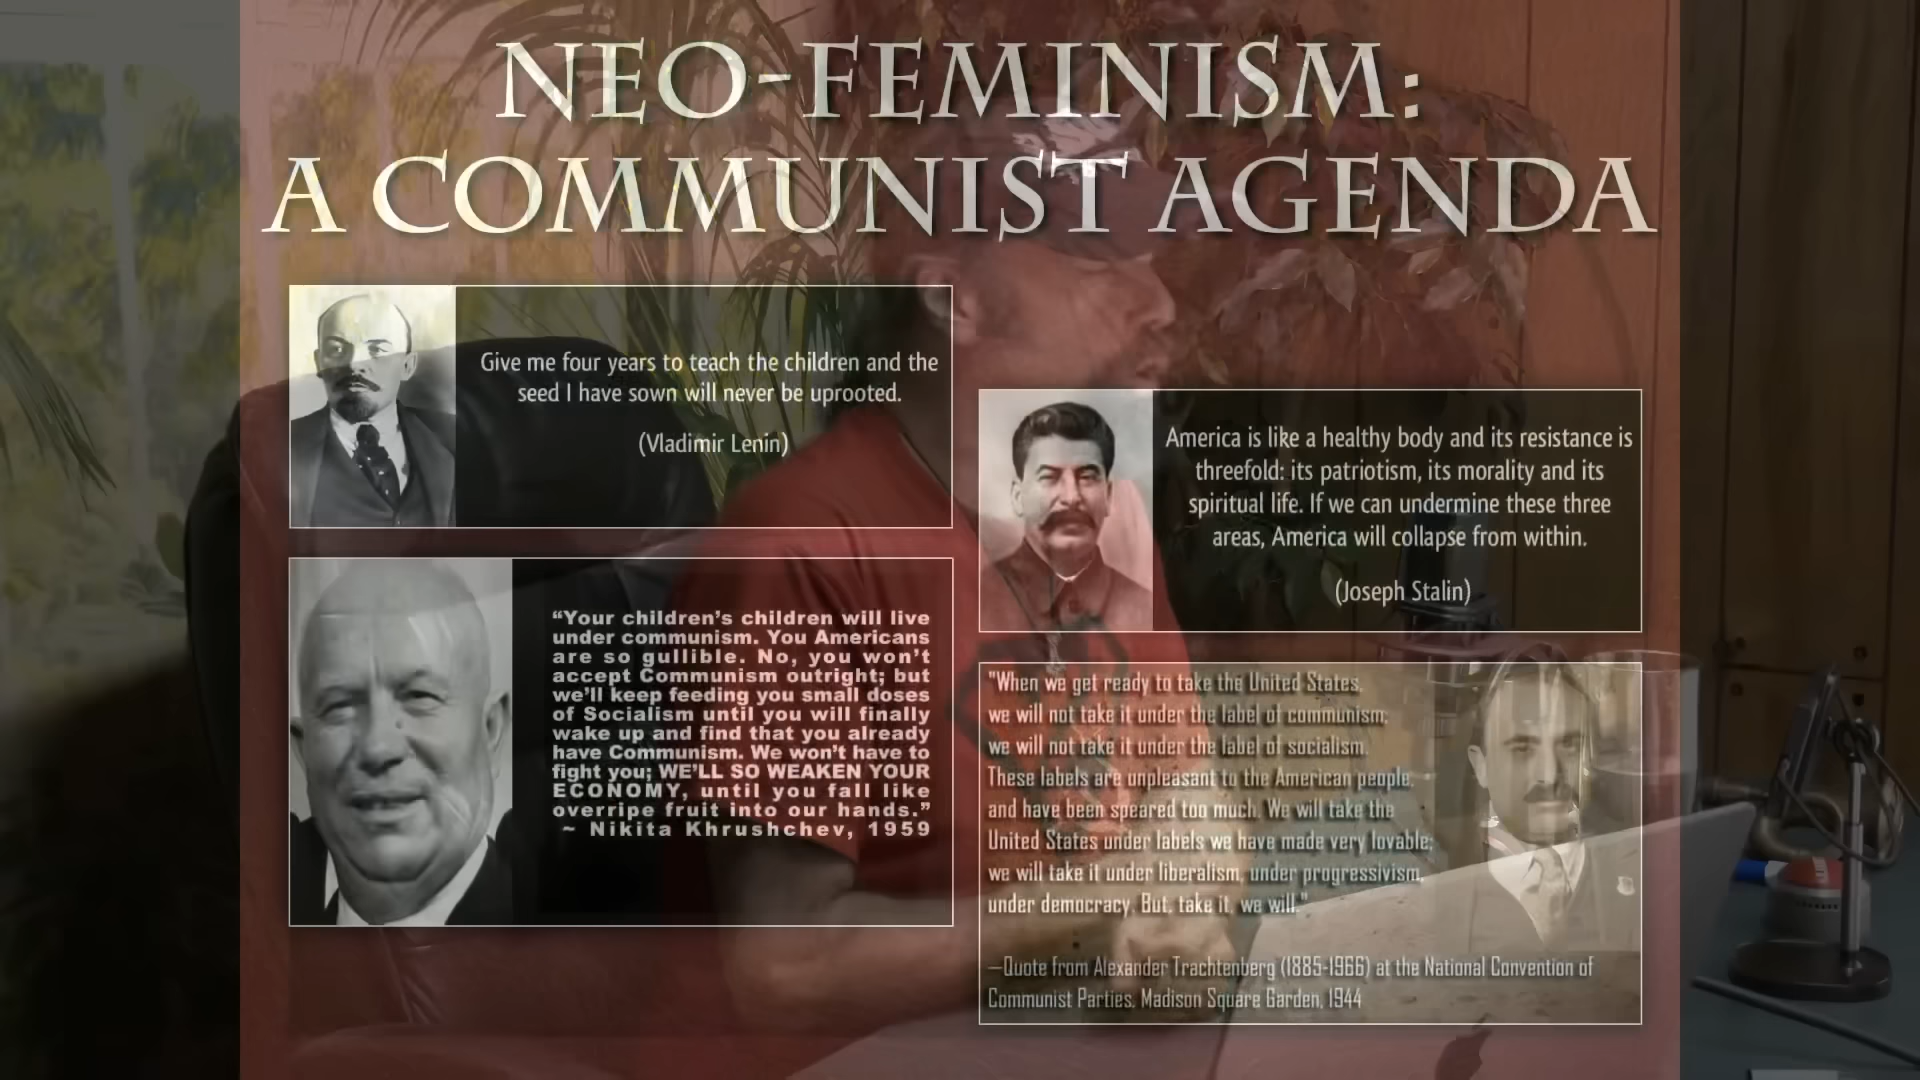 NEO-FEMINISM:
A COMMUNIST AGENDA
Give me four years to teach the children and the
seed I have sown will never be uprooted.
(Vladimir Lenin)
America is like a healthy body and its resistance is
threefold: its patriotism, its morality and its
spiritual life. If we can undermine these three
areas, America will collapse from within.
(Joseph Stalin)
“Your children’s children will live
under communism. You Americans
are so gullible. No, you won’t
accept Communism outright; but
we’ll keep feeding you small doses
of Socialism until you will finally
wake up and find that you already
have Communism. We won’t have to
fight you; WE’LL SO WEAKEN YOUR
ECONOMY, until you fall like
overripe fruit into our hands.”
~ Nikita Khrushchev, 1959
"When we get ready to take the United States,
we will not take it under the label of communism;
we will not take it under the label of socialism.
These labels are unpleasant to the American people,
and have been speared too much. We will take the
United States under labels we have made very lovable;
we will take it under liberalism, under progressivism,
under democracy. But, take it, we will."
—Quote from Alexander Trachtenberg (1885-1966) at the National Convention of
Communist Parties, Madison Square Garden, 1944